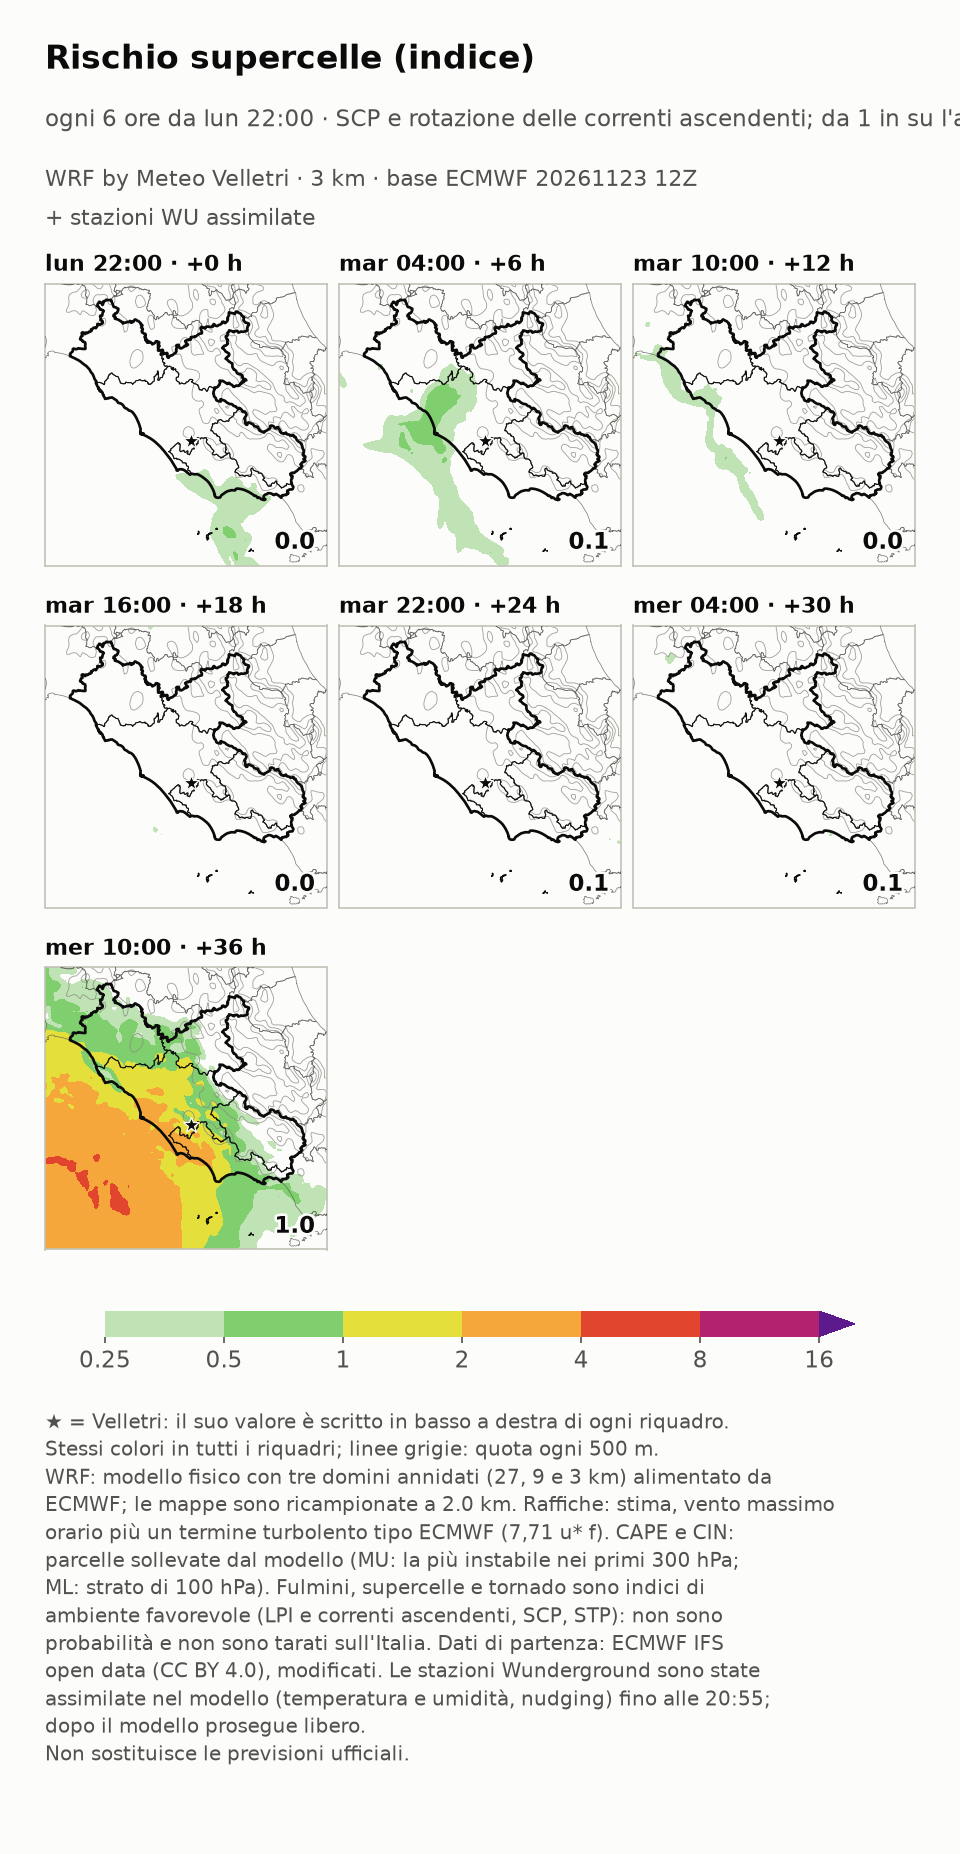 Rischio supercelle (indice)
ogni 6 ore da lun 22:00 · SCP e rotazione delle correnti ascendenti; da 1 in su l'a
WRF by Meteo Velletri · 3 km · base ECMWF 20261123 12Z
+ stazioni WU assimilate
lun 22:00 · +0 h
mar 04:00 · +6 h
mar 10:00 · +12 h
0.0
0.1
0.0
mar 16:00 · +18 h
mar 22:00 · +24 h
mer 04:00 · +30 h
0.0
0.1
0.1
mer 10:00 · +36 h
1.0
0.25 0.5 1 2 4 8 16
★ = Velletri: il suo valore è scritto in basso a destra di ogni riquadro.
Stessi colori in tutti i riquadri; linee grigie: quota ogni 500 m.
WRF: modello fisico con tre domini annidati (27, 9 e 3 km) alimentato da
ECMWF; le mappe sono ricampionate a 2.0 km. Raffiche: stima, vento massimo
orario più un termine turbolento tipo ECMWF (7,71 u* f). CAPE e CIN:
parcelle sollevate dal modello (MU: la più instabile nei primi 300 hPa;
ML: strato di 100 hPa). Fulmini, supercelle e tornado sono indici di
ambiente favorevole (LPI e correnti ascendenti, SCP, STP): non sono
probabilità e non sono tarati sull'Italia. Dati di partenza: ECMWF IFS
open data (CC BY 4.0), modificati. Le stazioni Wunderground sono state
assimilate nel modello (temperatura e umidità, nudging) fino alle 20:55;
dopo il modello prosegue libero.
Non sostituisce le previsioni ufficiali.